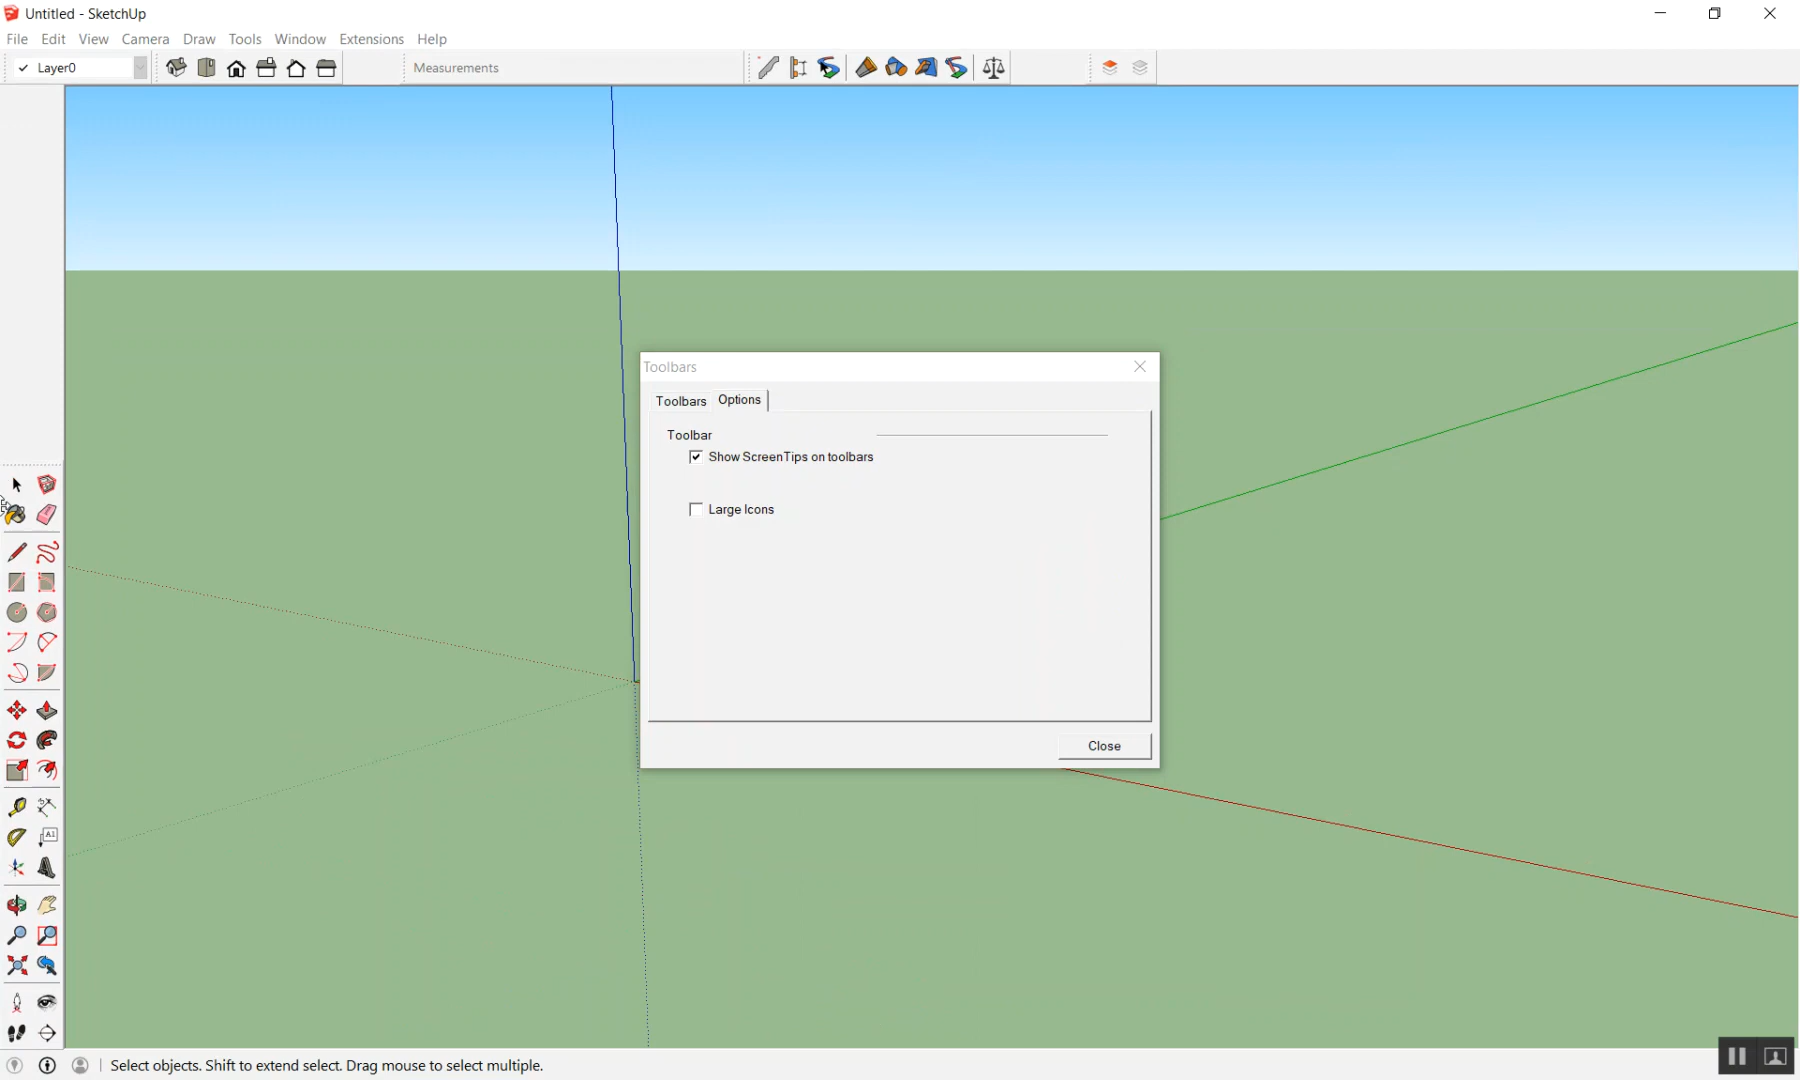 Untitled - SketchUp
File Edit View Camera Draw Tools Window Extensions Help
Layer0
Measurements
Toolbars
Toolbars Options
Toolbar
Show ScreenTips on toolbars
Large Icons
Close
A1
Select objects. Shift to extend select. Drag mouse to select multiple.